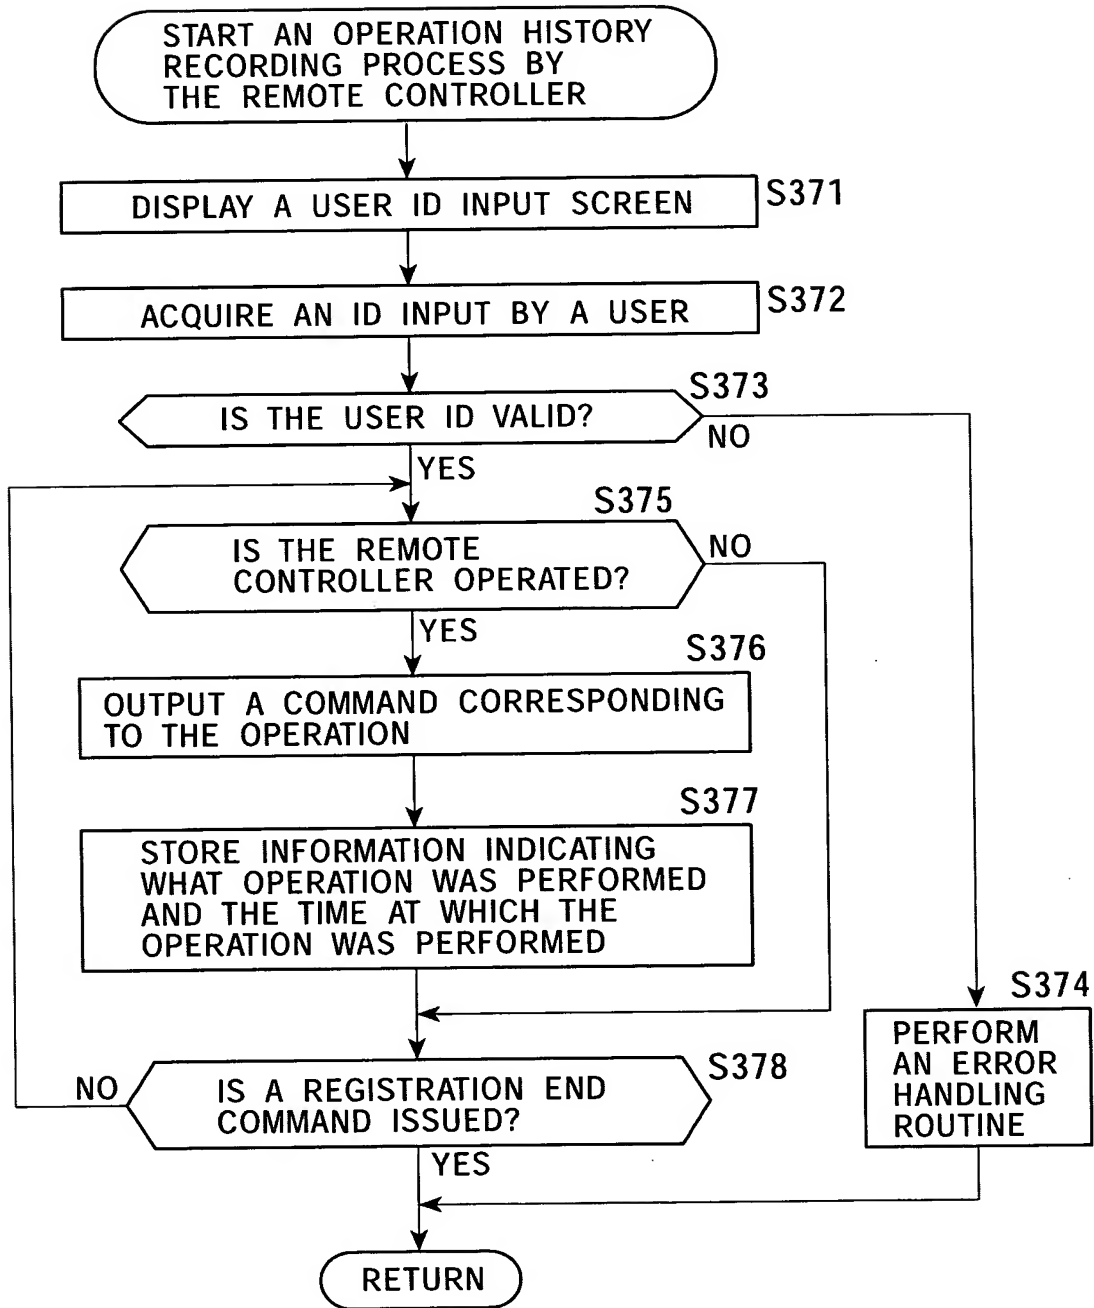 START AN OPERATION HISTORY
RECORDING PROCESS BY
THE REMOTE CONTROLLER
S371
DISPLAY A USER ID INPUT SCREEN
S372
ACQUIRE AN ID INPUT BY A USER
S373
IS THE USER ID VALID?
NO
YES
S375
IS THE REMOTE
CONTROLLER OPERATED?
NO
YES
S376
OUTPUT A COMMAND CORRESPONDING
TO THE OPERATION
S377
STORE INFORMATION INDICATING
WHAT OPERATION WAS PERFORMED
AND THE TIME AT WHICH THE
OPERATION WAS PERFORMED
S374
PERFORM
AN ERROR
HANDLING
ROUTINE
S378
NO
IS A REGISTRATION END
COMMAND ISSUED?
YES
RETURN